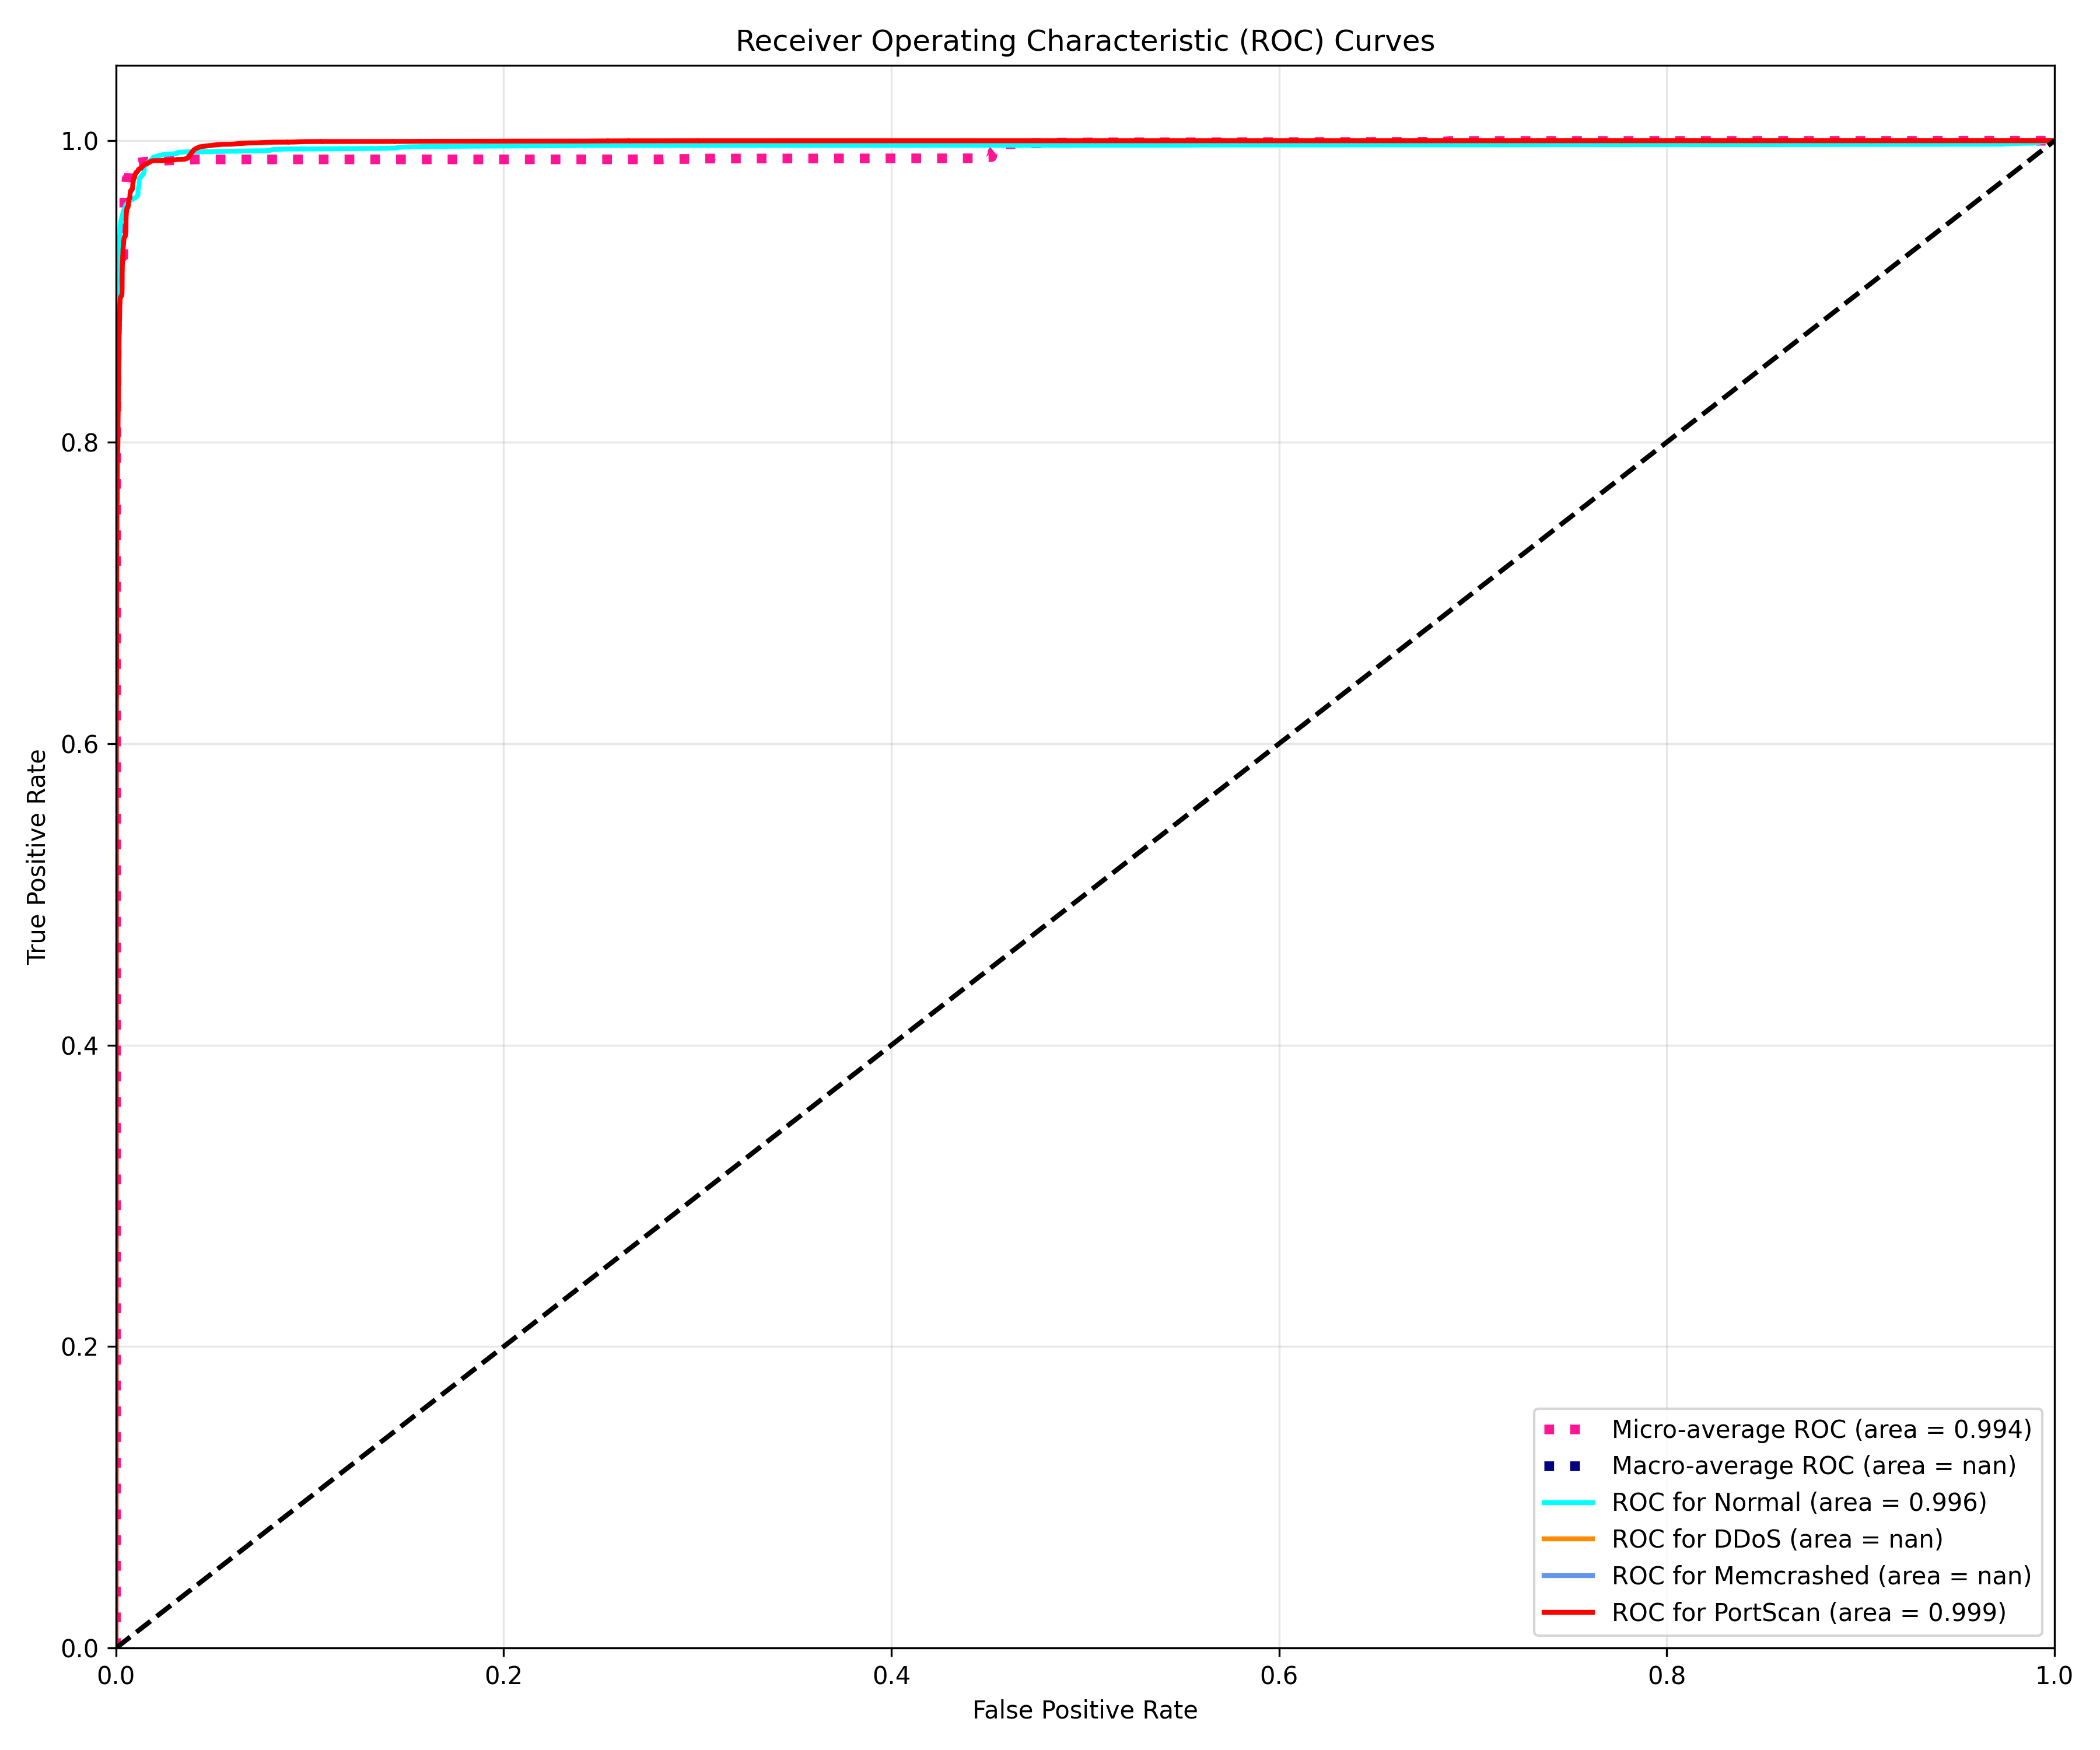 Receiver Operating Characteristic (ROC) Curves
True Positive Rate
1.0
0.8
0.6
0.4
0.2
0.0
0.0 0.2 0.4 0.6 0.8 1.0
False Positive Rate
Micro-average ROC (area = 0.994)
Macro-average ROC (area = nan)
ROC for Normal (area = 0.996)
ROC for DDoS (area = nan)
ROC for Memcrashed (area = nan)
ROC for PortScan (area = 0.999)